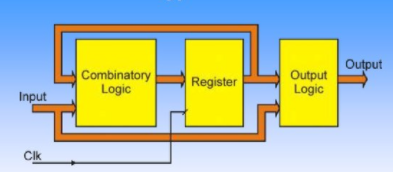 Combinatory
Logic
Register
Output
Logic
Output
Input
Clk